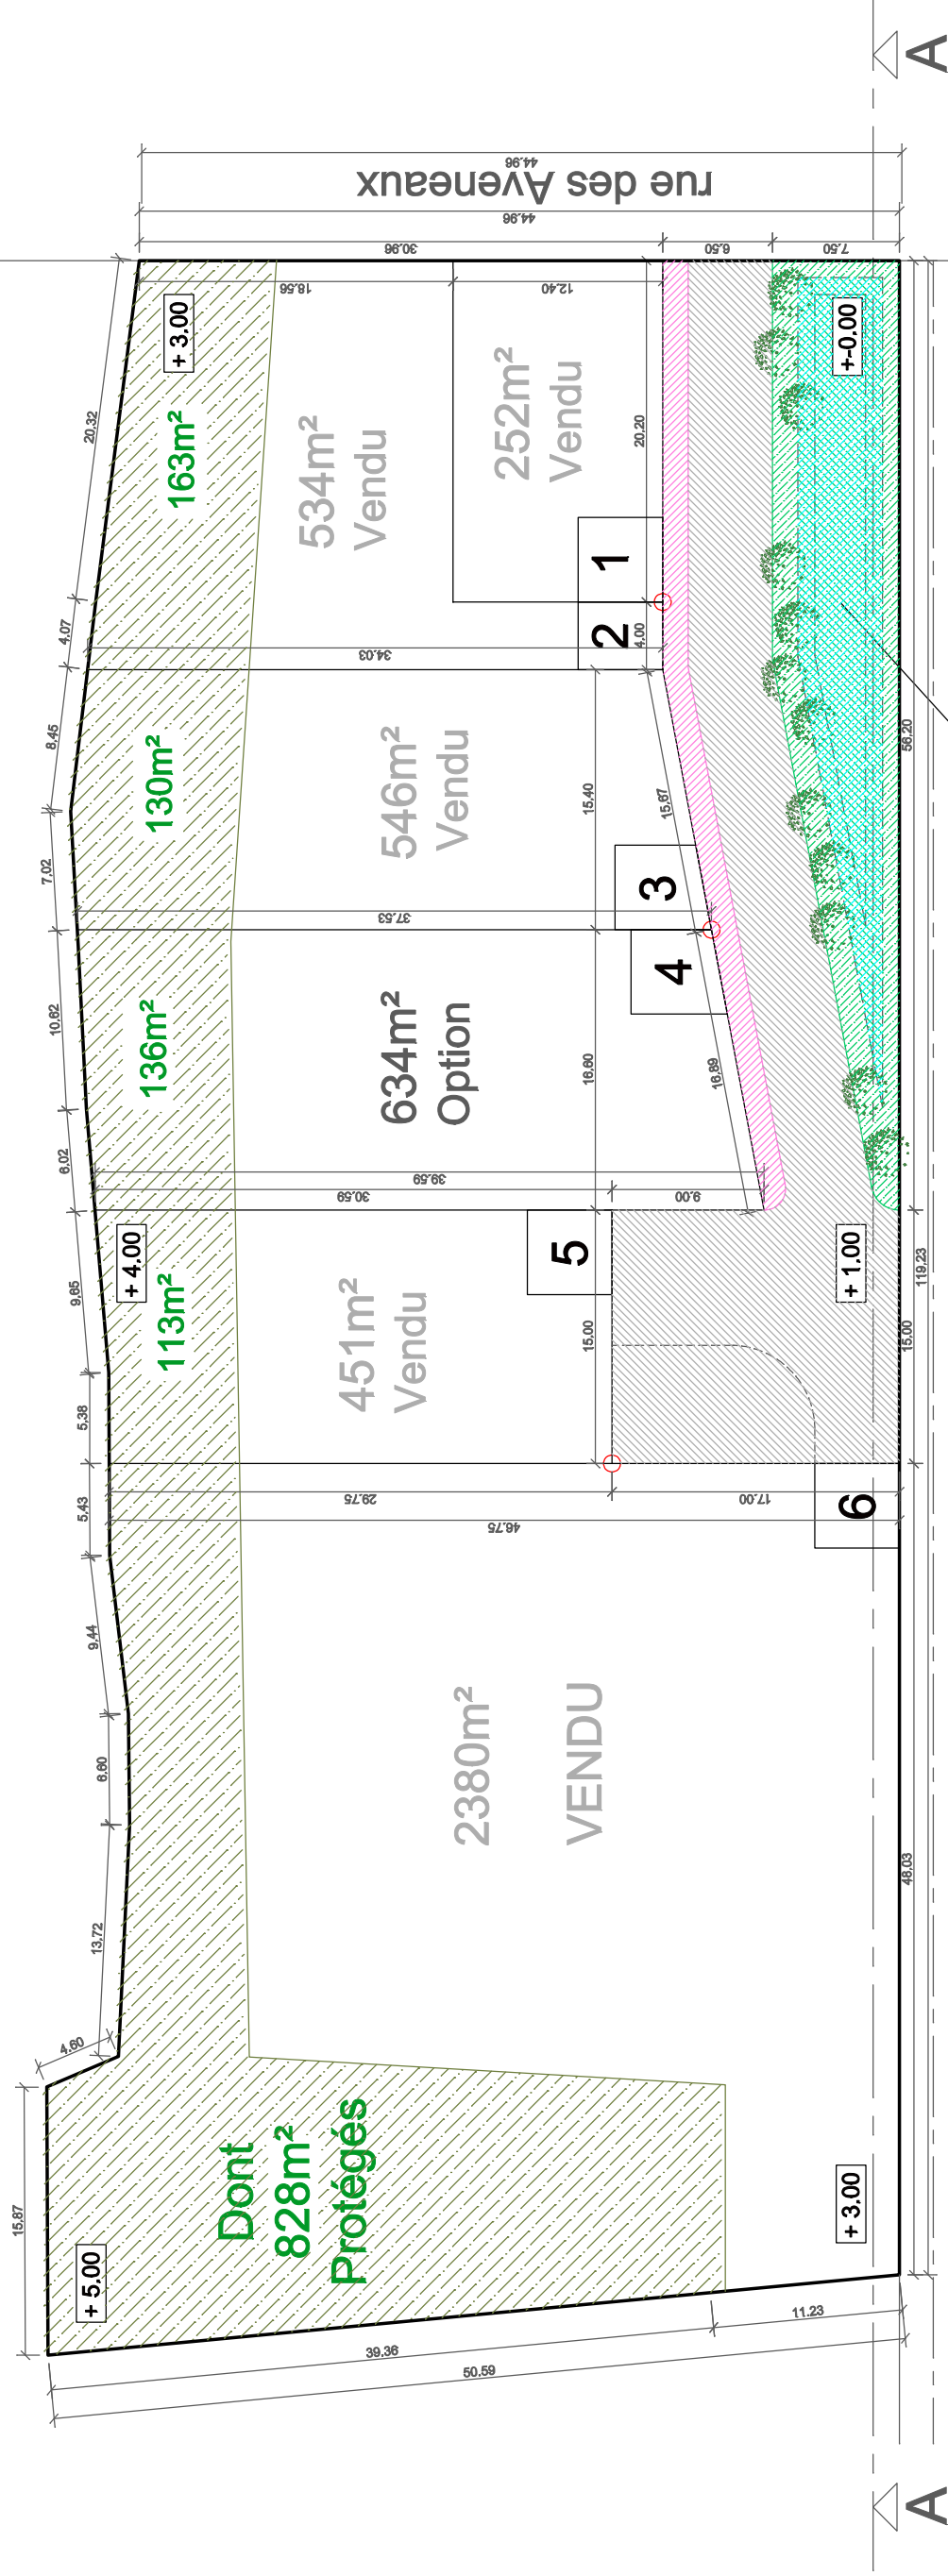 A
A
rue des Aveneaux
44.96
44.96
30.96
6.50
7.50
18.56
12.40
+ 3.00
+-0.00
163m²
534m²
Vendu
252m²
Vendu
20.32
20.20
1
2
4.00
4.07
34.03
8.45
130m²
546m²
Vendu
15.40
15.67
56.20
7.02
3
37.53
4
10.62
136m²
634m²
Option
16.60
16.89
6.02
39.59
30.59
9.00
+ 4.00
5
+ 1.00
119.23
9.65
113m²
451m²
Vendu
15.00
15.00
5.38
5.43
29.75
17.00
46.75
6
9.44
6.60
2380m²
VENDU
48.03
13.72
4.60
15.87
Dont
828m²
Protégés
+ 5.00
+ 3.00
39.36
11.23
50.59